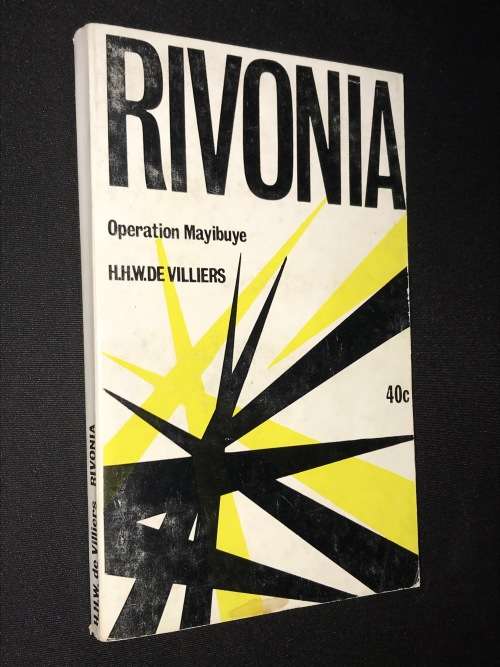 RIVONIA
Operation Mayibuye
H.H.W.DE VILLIERS
40c
H.H.W. de Villiers RIVONIA